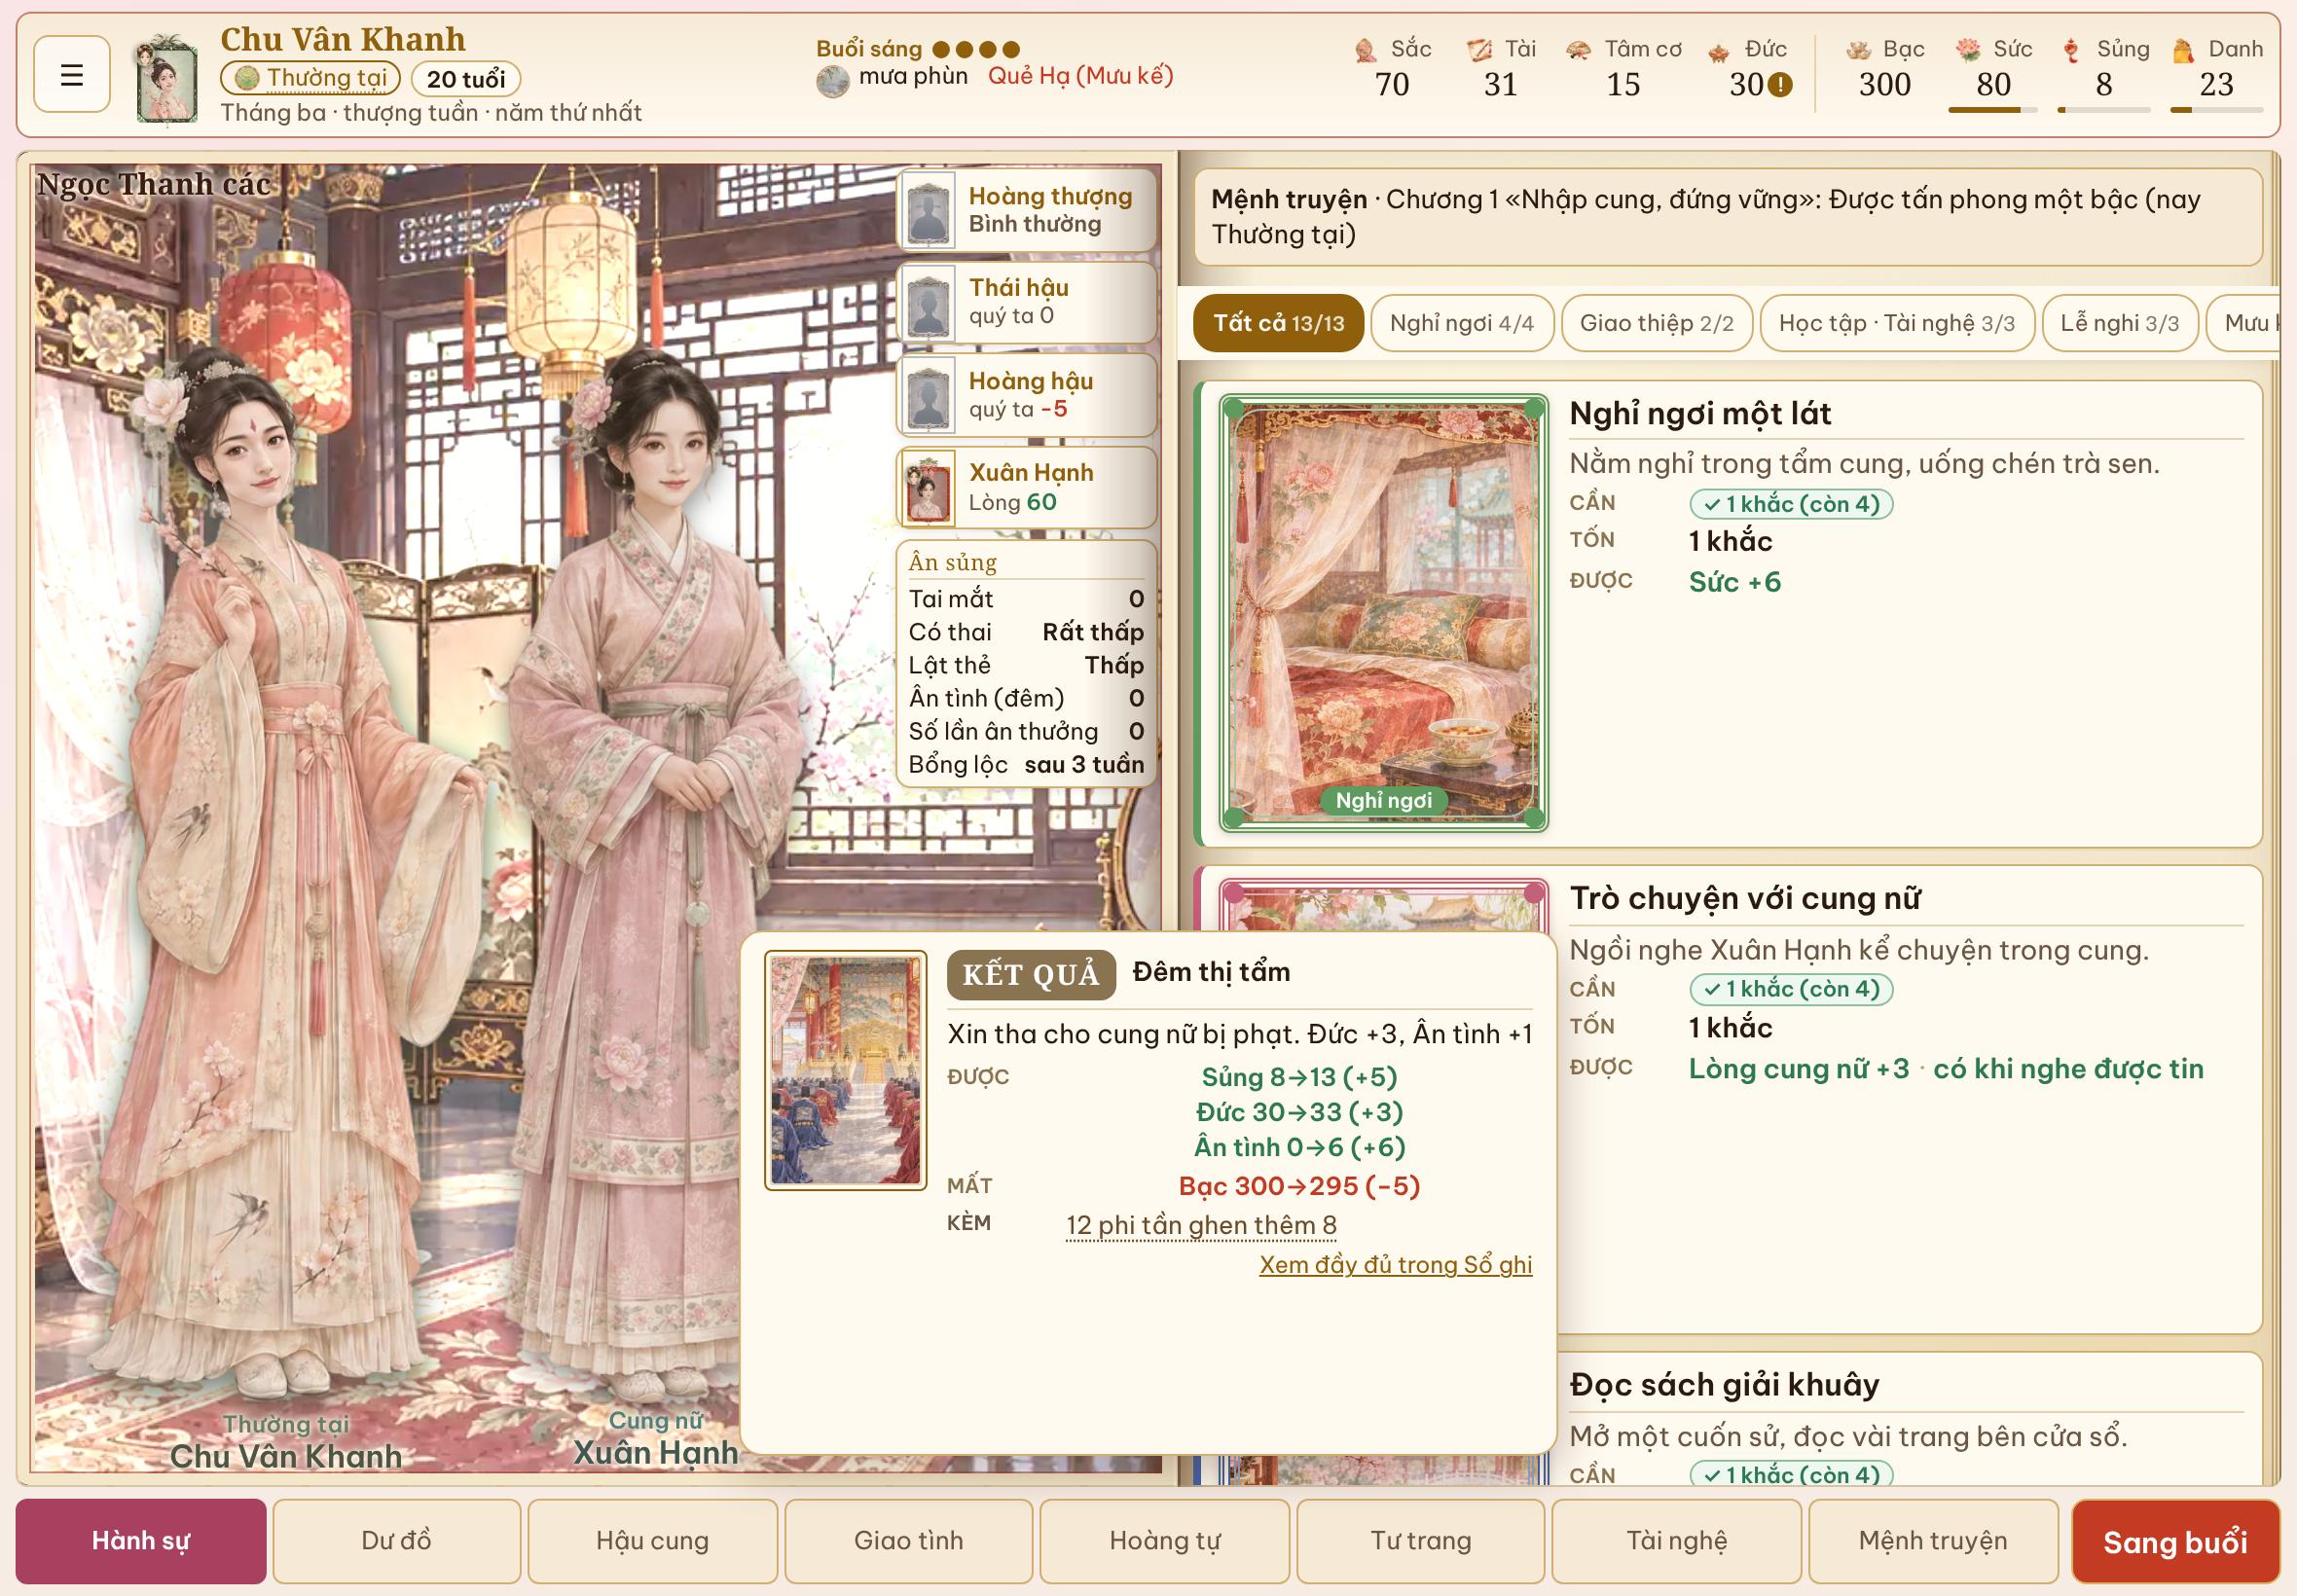 ☰
Chu Vân Khanh
Thường tại
20 tuổi
Tháng ba · thượng tuần · năm thứ nhất
Buổi sáng
mưa phùn Quẻ Hạ (Mưu kế)
Sắc
70
Tài
31
Tâm cơ
15
Đức
30 !
Bạc
300
Sức
80
Sủng
8
Danh
23
Ngọc Thanh các
Hoàng thượng
Bình thường
Thái hậu
quý ta 0
Hoàng hậu
quý ta -5
Xuân Hạnh
Lòng 60
Ân sủng
Tai mắt 0
Có thai Rất thấp
Lật thẻ Thấp
Ân tình (đêm) 0
Số lần ân thưởng 0
Bổng lộc sau 3 tuần
Thường tại
Chu Vân Khanh
Cung nữ
Xuân Hạnh
Mệnh truyện · Chương 1 «Nhập cung, đứng vững»: Được tấn phong một bậc (nay
Thường tại)
Tất cả 13/13
Nghỉ ngơi 4/4
Giao thiệp 2/2
Học tập · Tài nghệ 3/3
Lễ nghi 3/3
Mưu
Nghỉ ngơi
Nghỉ ngơi một lát
Nằm nghỉ trong tẩm cung, uống chén trà sen.
CẦN ✓ 1 khắc (còn 4)
TỐN 1 khắc
ĐƯỢC Sức +6
Trò chuyện với cung nữ
Ngồi nghe Xuân Hạnh kể chuyện trong cung.
CẦN ✓ 1 khắc (còn 4)
TỐN 1 khắc
ĐƯỢC Lòng cung nữ +3 · có khi nghe được tin
Đọc sách giải khuây
Mở một cuốn sử, đọc vài trang bên cửa sổ.
CẦN ✓ 1 khắc (còn 4)
KẾT QUẢ Đêm thị tẩm
Xin tha cho cung nữ bị phạt. Đức +3, Ân tình +1
ĐƯỢC Sủng 8→13 (+5)
Đức 30→33 (+3)
Ân tình 0→6 (+6)
MẤT Bạc 300→295 (−5)
KÈM 12 phi tần ghen thêm 8
Xem đầy đủ trong Sổ ghi
Hành sự
Dư đồ
Hậu cung
Giao tình
Hoàng tự
Tư trang
Tài nghệ
Mệnh truyện
Sang buổi